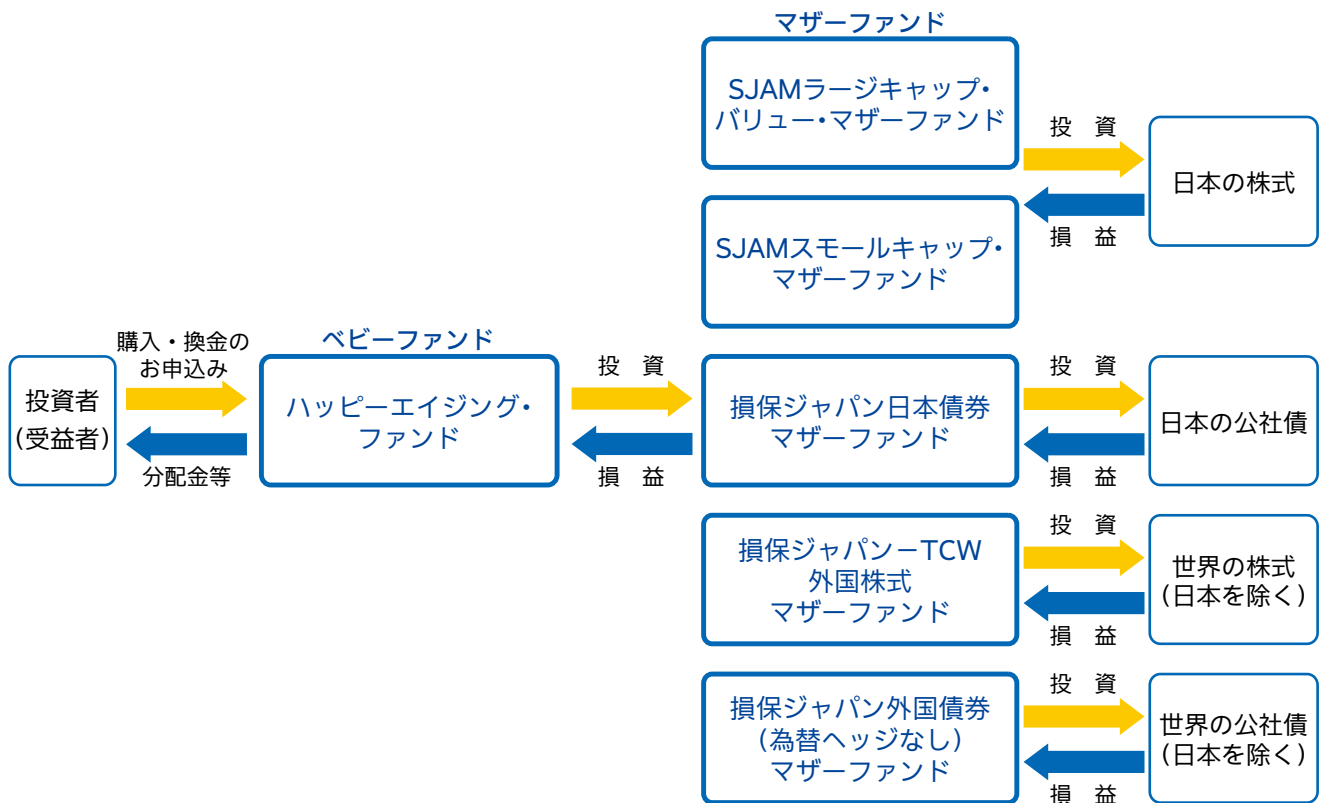 マザーファンド
SJAMラージキャップ・
バリュー・マザーファンド
投 資
日本の株式
損 益
SJAMスモールキャップ・
マザーファンド
購入・換金の
お申込み
投資者
(受益者)
分配金等
ベビーファンド
ハッピーエイジング・
ファンド
投 資
損 益
損保ジャパン日本債券
マザーファンド
投 資
日本の公社債
損 益
損保ジャパン－TCW
外国株式
マザーファンド
投 資
世界の株式
(日本を除く)
損 益
損保ジャパン外国債券
(為替ヘッジなし)
マザーファンド
投 資
世界の公社債
(日本を除く)
損 益